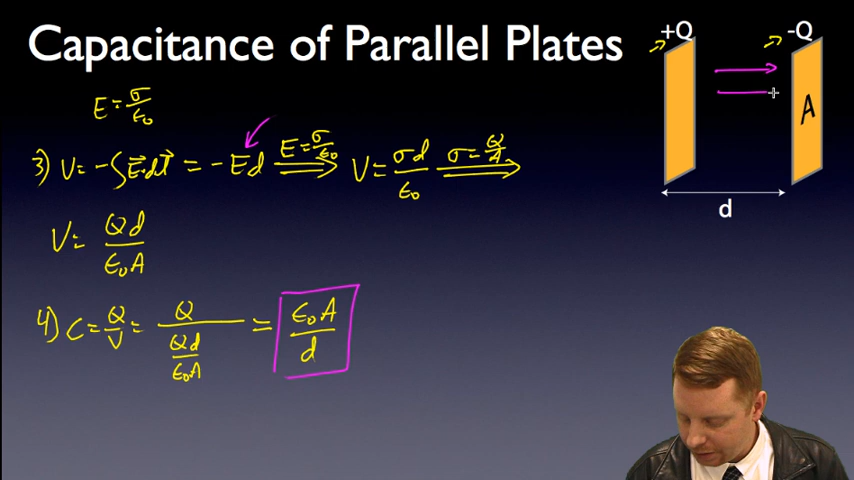 Capacitance of Parallel Plates
+Q -Q
E = σ/ε₀
A
3) V = -∫E⃗·dl⃗ = -Ed E=σ/ε₀ ⟹ V = σd/ε₀ σ=Q/A ⟹
d
V = Qd/ε₀A
4) C = Q/V = Q/(Qd/ε₀A) = ε₀A/d